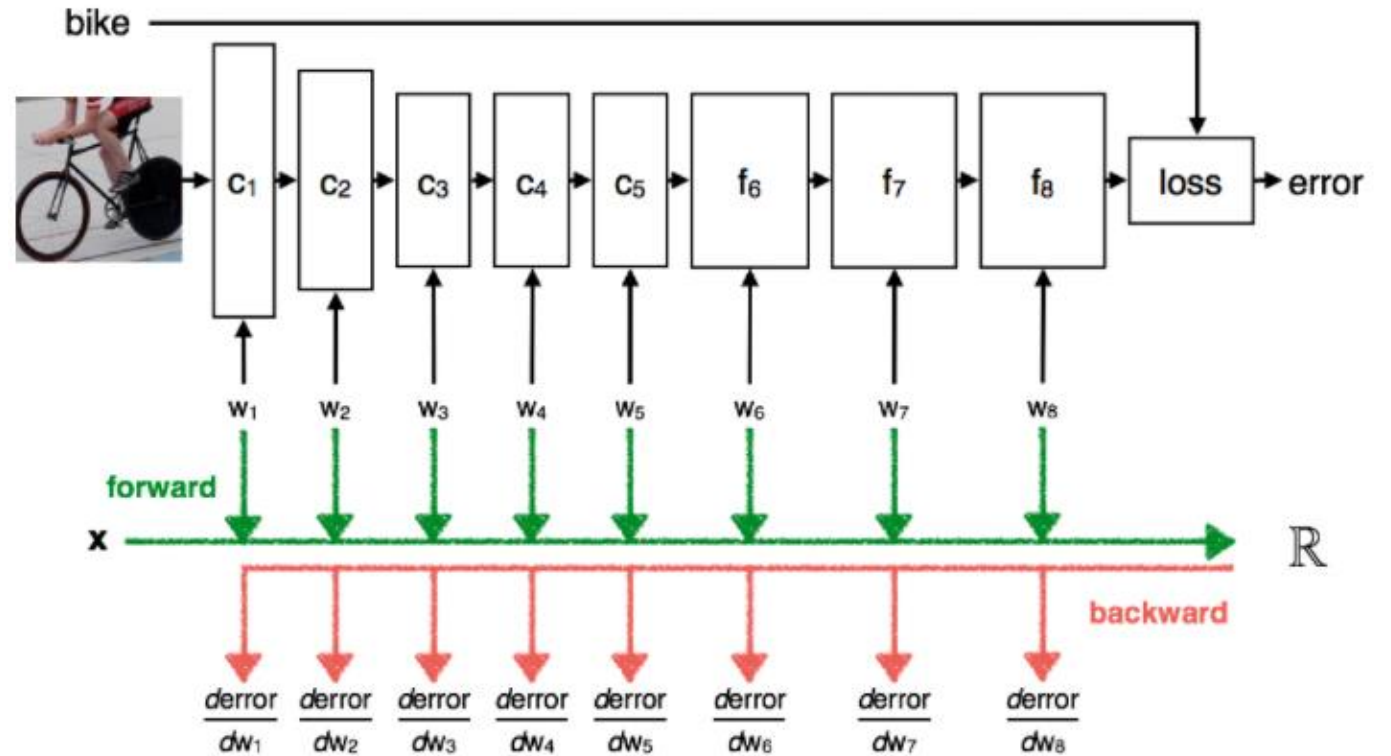 bike
c₁ c₂ c₃ c₄ c₅ f₆ f₇ f₈ loss error
w₁ w₂ w₃ w₄ w₅ w₆ w₇ w₈
forward
x ℝ
backward
derror derror derror derror derror derror derror derror
dw₁ dw₂ dw₃ dw₄ dw₅ dw₆ dw₇ dw₈